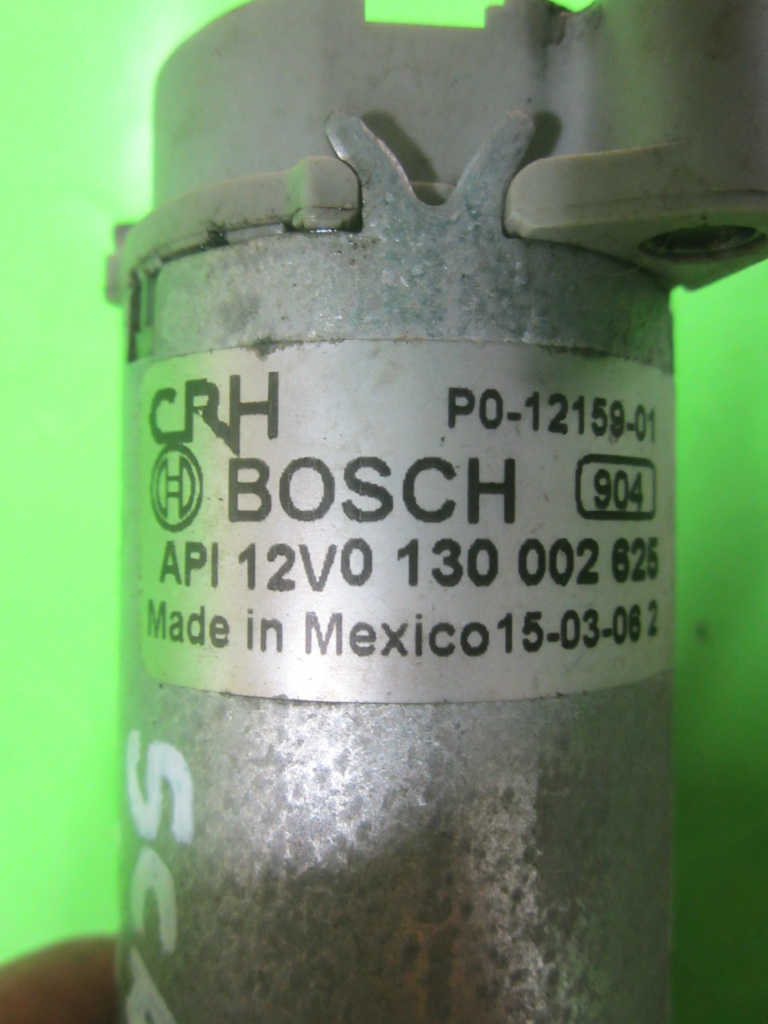 CRH P0-12159-01
BOSCH 904
API 12V0 130 002 625
Made in Mexico15-03-06 2